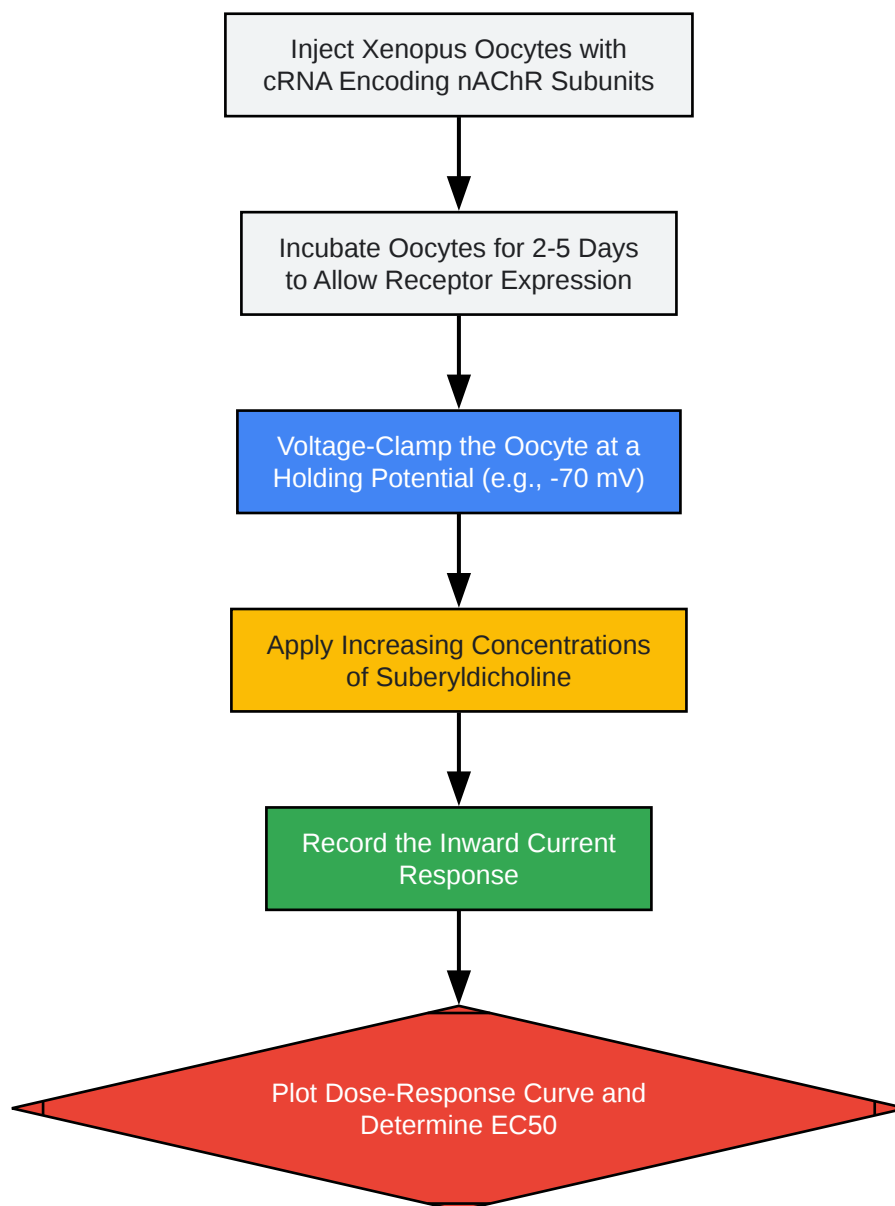 Inject Xenopus Oocytes with
cRNA Encoding nAChR Subunits
Incubate Oocytes for 2-5 Days
to Allow Receptor Expression
Voltage-Clamp the Oocyte at a
Holding Potential (e.g., -70 mV)
Apply Increasing Concentrations
of Suberyldicholine
Record the Inward Current
Response
Plot Dose-Response Curve and
Determine EC50